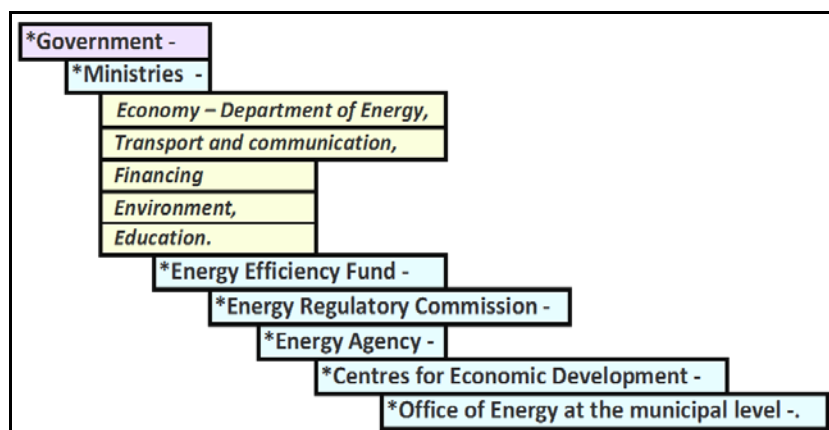 *Government -
*Ministries -
Economy – Department of Energy,
Transport and communication,
Financing
Environment,
Education.
*Energy Efficiency Fund -
*Energy Regulatory Commission -
*Energy Agency -
*Centres for Economic Development -
*Office of Energy at the municipal level -.